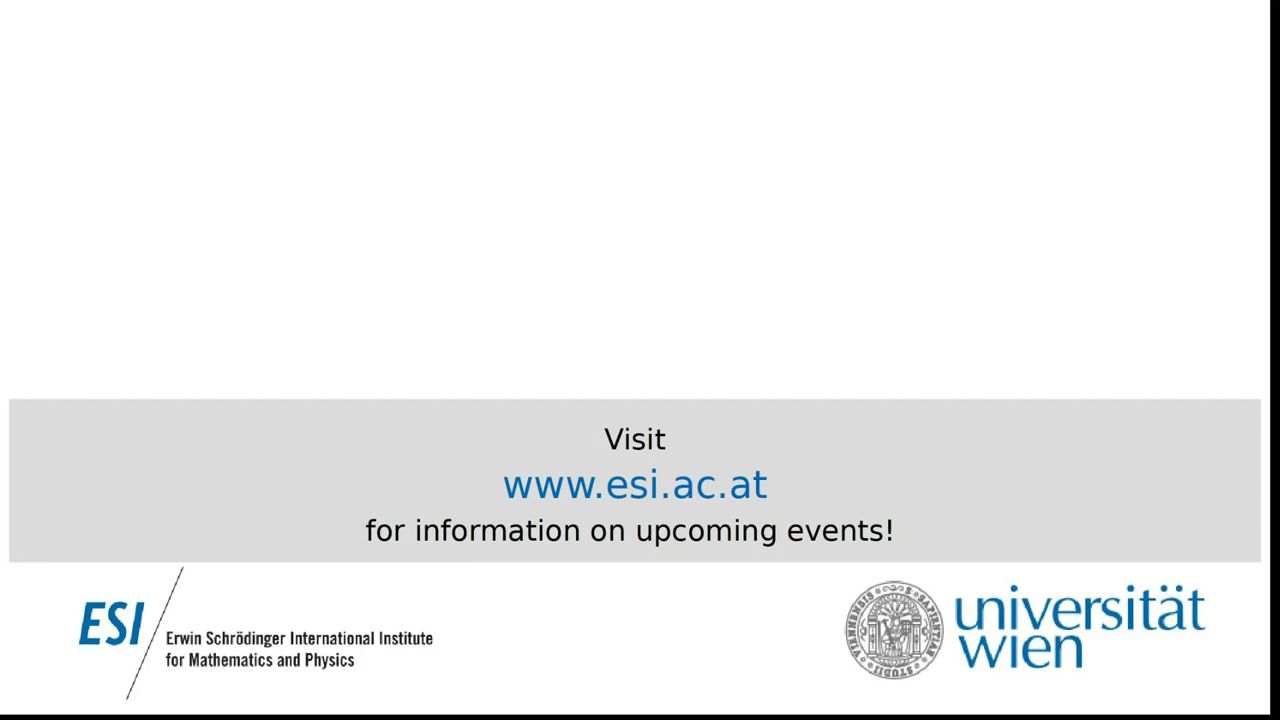 Visit
www.esi.ac.at
for information on upcoming events!
ESI
Erwin Schrödinger International Institute
for Mathematics and Physics
universität
wien